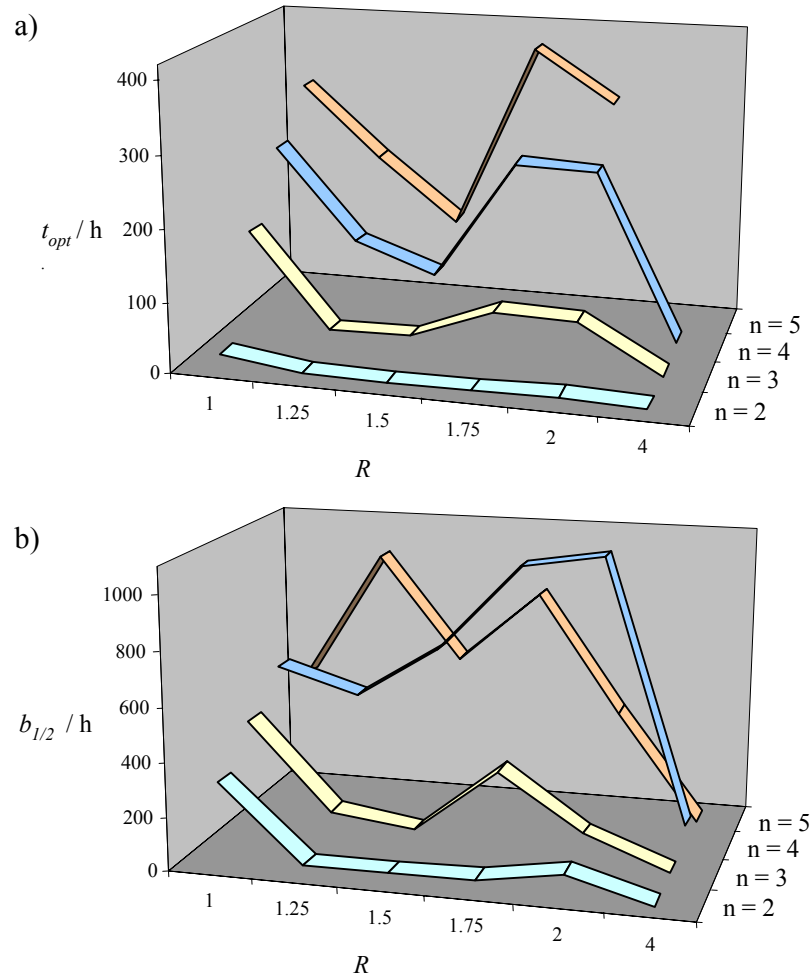 a)
400
300
200
100
0
t_opt / h
.
1
1.25
1.5
1.75
2
4
R
n = 5
n = 4
n = 3
n = 2
b)
1000
800
600
400
200
0
b_1/2 / h
1
1.25
1.5
1.75
2
4
R
n = 5
n = 4
n = 3
n = 2